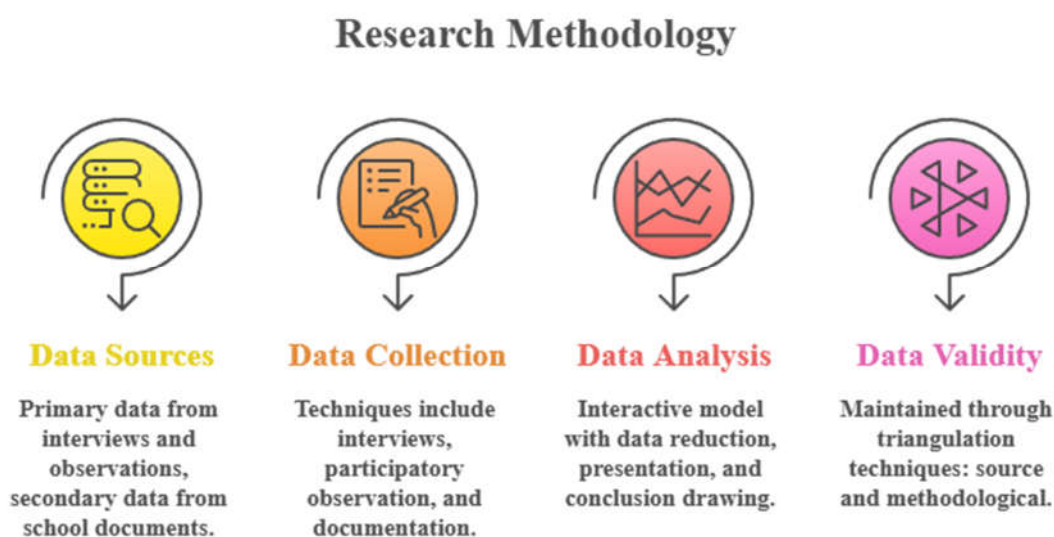 Research Methodology
Data Sources
Primary data from
interviews and
observations,
secondary data from
school documents.
Data Collection
Techniques include
interviews,
participatory
observation, and
documentation.
Data Analysis
Interactive model
with data reduction,
presentation, and
conclusion drawing.
Data Validity
Maintained through
triangulation
techniques: source
and methodological.